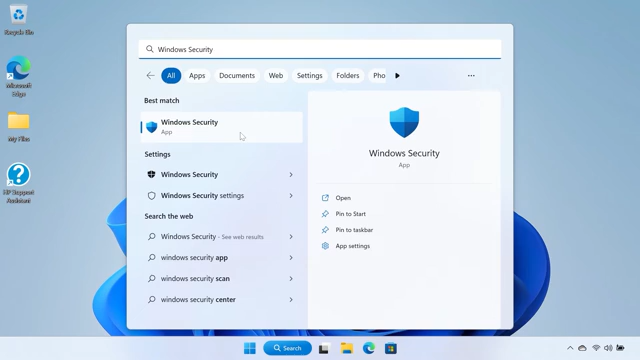 Recycle Bin
Microsoft
Edge
My Files
HP Support
Assistant
Windows Security
All Apps Documents Web Settings Folders Pho
Best match
Windows Security
App
Settings
Windows Security
Windows Security settings
Search the web
Windows Security - See web results
windows security app
windows security scan
windows security center
Windows Security
App
Open
Pin to Start
Pin to taskbar
App settings
Search